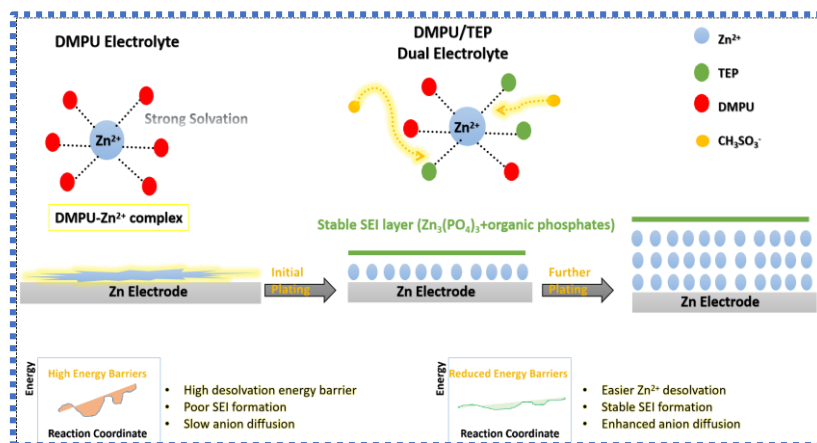 DMPU Electrolyte
Zn²⁺
Strong Solvation
DMPU-Zn²⁺ complex
DMPU/TEP
Dual Electrolyte
Zn²⁺
Zn²⁺
TEP
DMPU
CH₃SO₃⁻
Stable SEI layer (Zn₃(PO₄)₃+organic phosphates)
Zn Electrode
Initial
Plating
Zn Electrode
Further
Plating
Zn Electrode
Energy
High Energy Barriers
Reaction Coordinate
• High desolvation energy barrier
• Poor SEI formation
• Slow anion diffusion
Energy
Reduced Energy Barriers
Reaction Coordinate
• Easier Zn²⁺ desolvation
• Stable SEI formation
• Enhanced anion diffusion